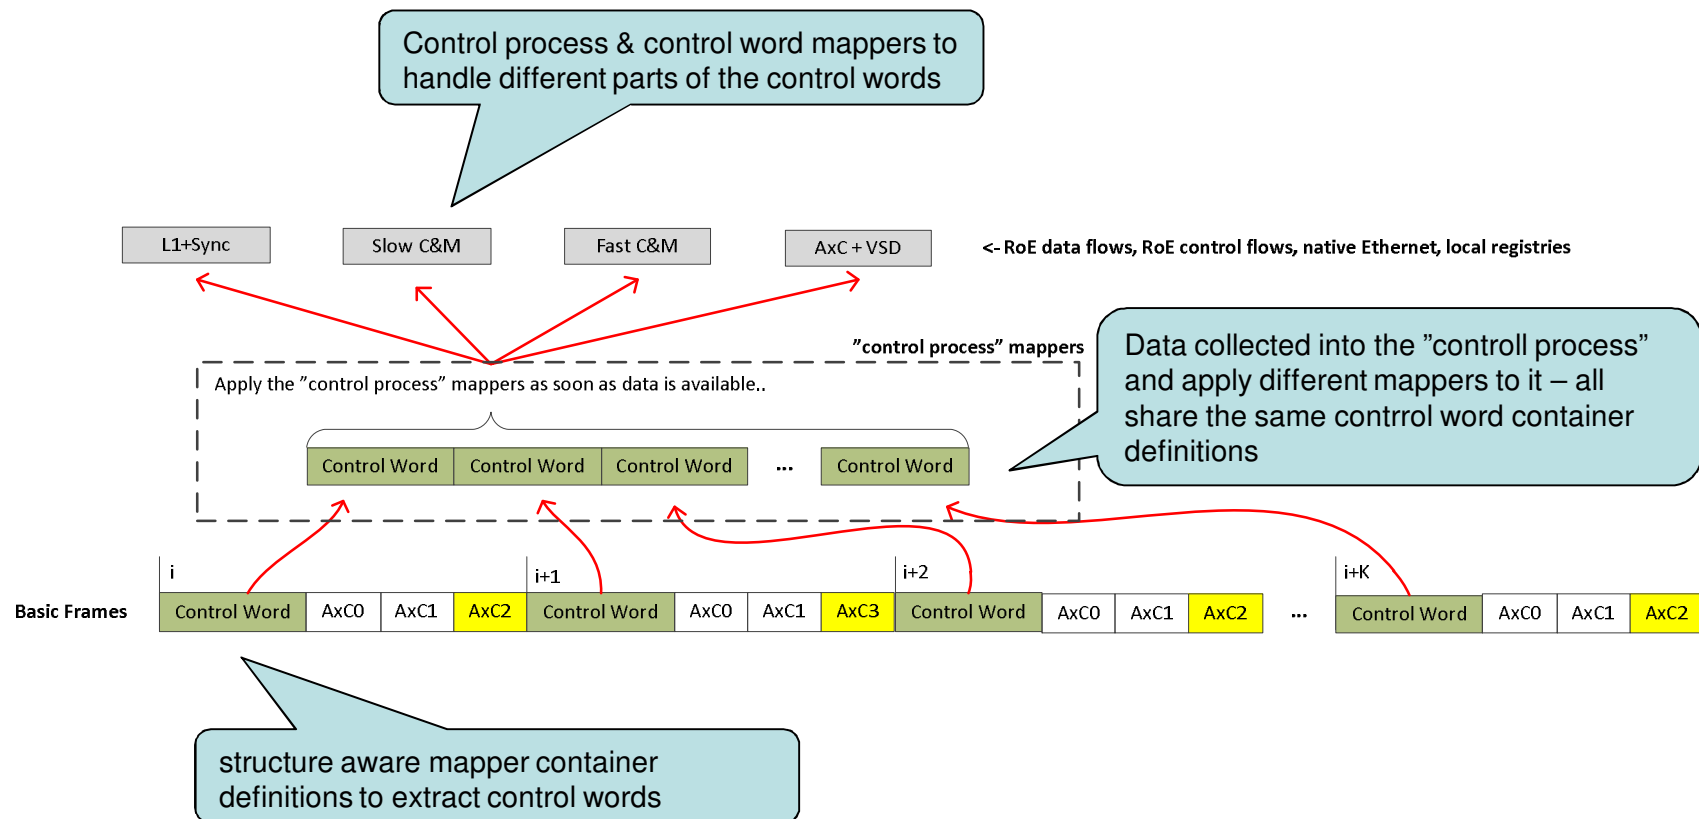 Control process & control word mappers to
handle different parts of the control words
L1+Sync
Slow C&M
Fast C&M
AxC + VSD
<- RoE data flows, RoE control flows, native Ethernet, local registries
”control process” mappers
Apply the ”control process” mappers as soon as data is available..
Data collected into the ”controll process”
and apply different mappers to it – all
share the same contrrol word container
definitions
Control Word Control Word Control Word ... Control Word
i i+1 i+2 i+K
Basic Frames Control Word AxC0 AxC1 AxC2 Control Word AxC0 AxC1 AxC3 Control Word AxC0 AxC1 AxC2 ... Control Word AxC0 AxC1 AxC2
structure aware mapper container
definitions to extract control words